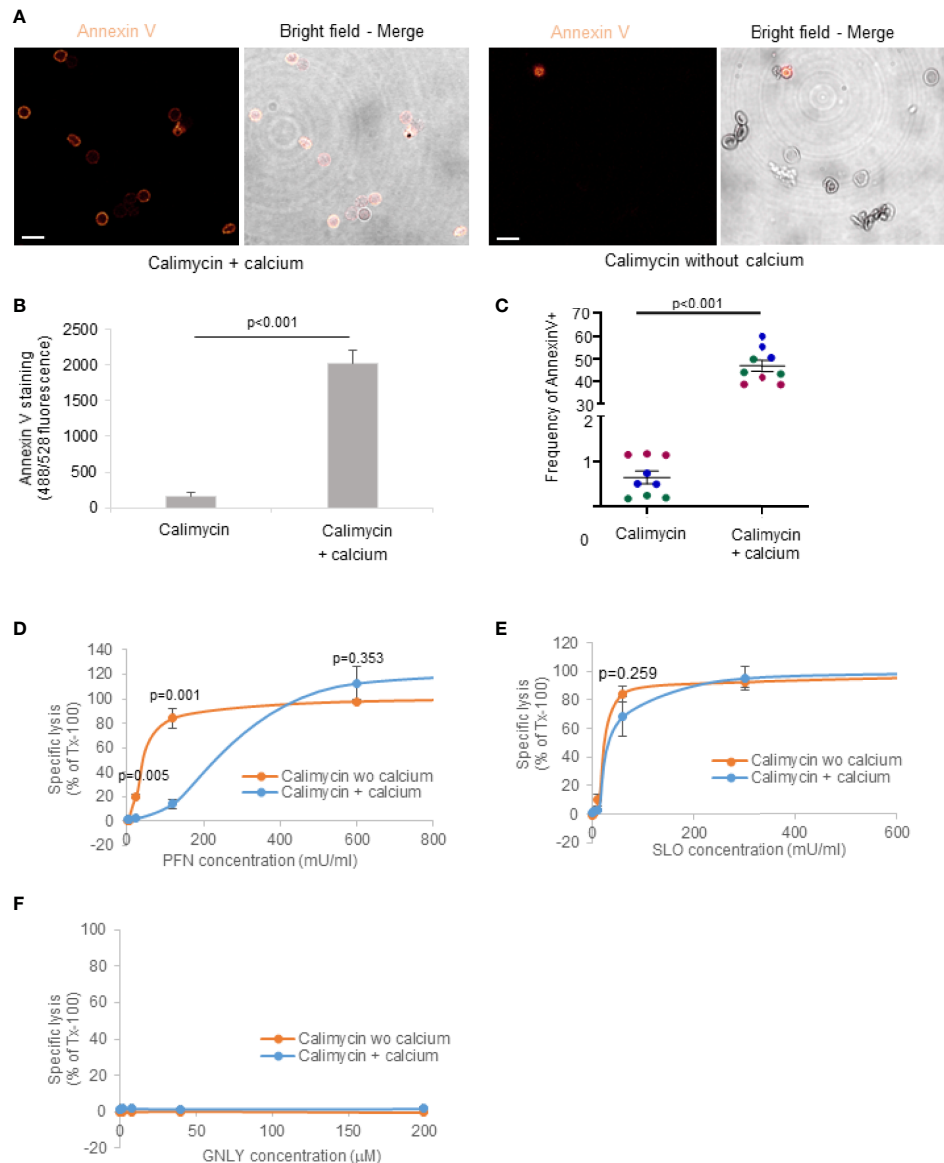 A
Annexin V
Bright field - Merge
Annexin V
Bright field - Merge
Calimycin + calcium
Calimycin without calcium
B
p<0.001
Annexin V staining
(488/528 fluorescence)
2500
2000
1500
1000
500
0
Calimycin
Calimycin
+ calcium
C
p<0.001
Frequency of AnnexinV+
70
60
50
40
30
2
1
0
Calimycin
Calimycin
+ calcium
D
Specific lysis
(% of Tx-100)
140
120
100
80
60
40
20
0
-20
p=0.005
p=0.001
p=0.353
Calimycin wo calcium
Calimycin + calcium
0
200
400
600
800
PFN concentration (mU/ml)
E
Specific lysis
(% of Tx-100)
120
100
80
60
40
20
0
-20
p=0.259
Calimycin wo calcium
Calimycin + calcium
0
200
400
600
SLO concentration (mU/ml)
F
Specific lysis
(% of Tx-100)
100
80
60
40
20
0
-20
Calimycin wo calcium
Calimycin + calcium
0
50
100
150
200
GNLY concentration (µM)